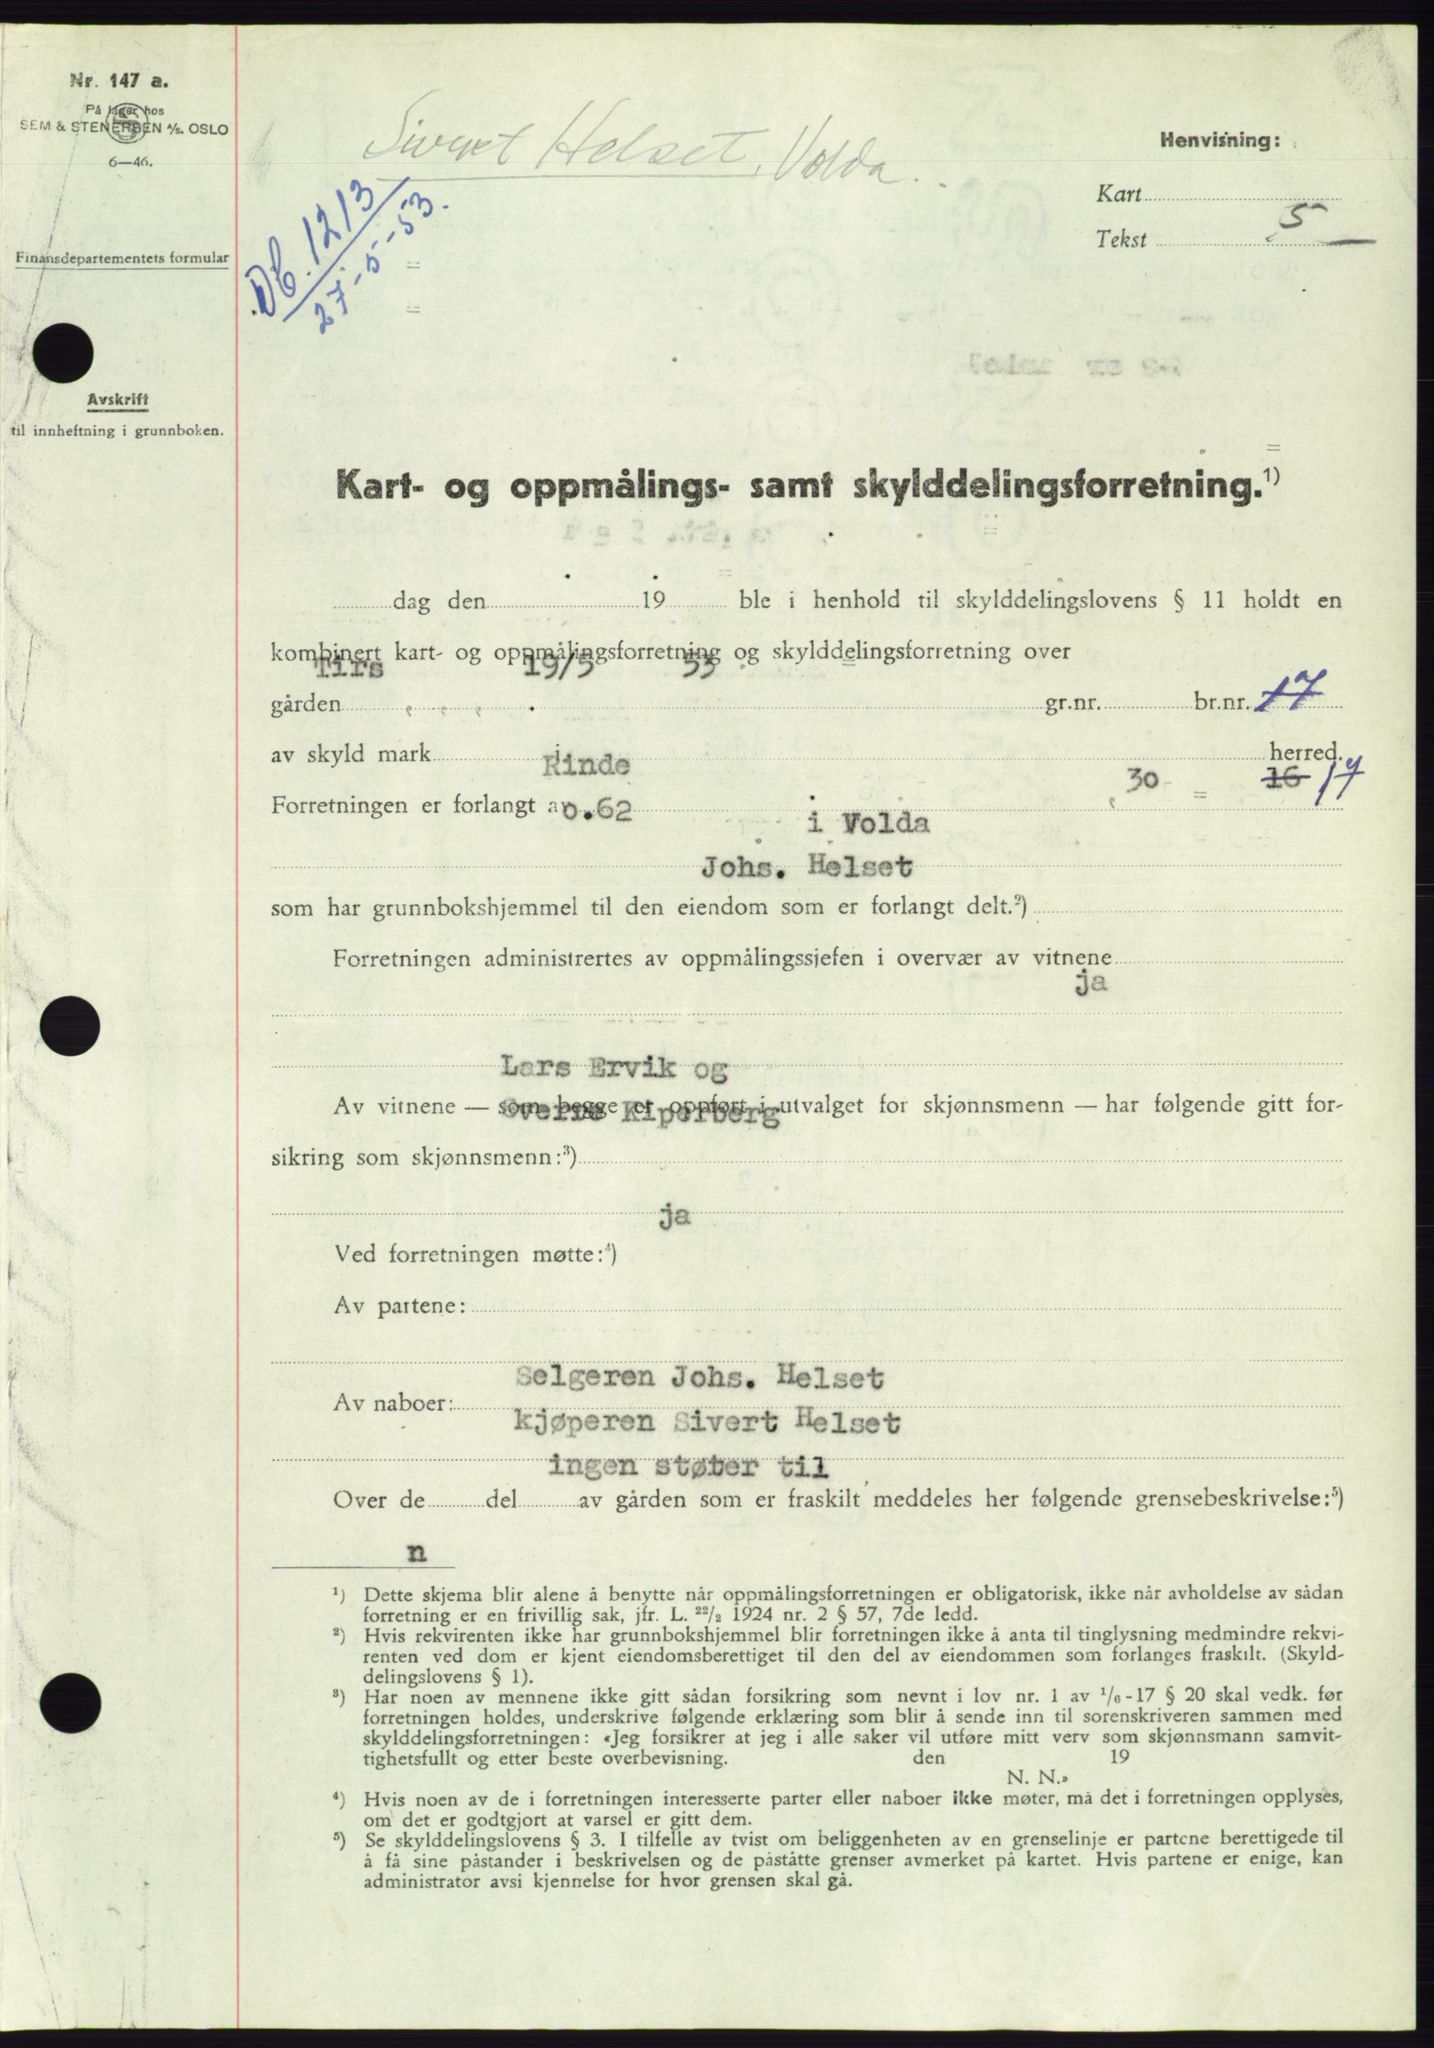 Nr. 147 a.
På lager hos
SEM & STENERSEN A/S. OSLO
6—46.
Finansdepartementets formular
Avskrift
til innheftning i grunnboken.
Sivert Helset, Volda.
Db. 1213
27-5-53.
Henvisning:
Kart
Tekst 5
Kart- og oppmålings- samt skylddelingsforretning.¹)
dag den 19 ble i henhold til skylddelingslovens § 11 holdt en
kombinert kart- og oppmålingsforretning og skylddelingsforretning over
Tirs 19/5 53
gården gr.nr. br.nr. 17
av skyld mark herred.
Rinde 30 16 17
Forretningen er forlangt av
0.62 i Volda
Johs. Helset
som har grunnbokshjemmel til den eiendom som er forlangt delt.²)
Forretningen administrertes av oppmålingssjefen i overvær av vitnene
ja
Lars Ervik og
Av vitnene — som begge er oppført i utvalget for skjønnsmenn — har følgende gitt for-
Sverre Kiperberg
sikring som skjønnsmenn:³)
ja
Ved forretningen møtte:⁴)
Av partene:
Selgeren Johs. Helset
Av naboer:
kjøperen Sivert Helset
ingen støter til
Over de del av gården som er fraskilt meddeles her følgende grensebeskrivelse:⁵)
n
¹) Dette skjema blir alene å benytte når oppmålingsforretningen er obligatorisk, ikke når avholdelse av sådan
forretning er en frivillig sak, jfr. L. 22/2 1924 nr. 2 § 57, 7de ledd.
²) Hvis rekvirenten ikke har grunnbokshjemmel blir forretningen ikke å anta til tinglysning medmindre rekvi-
renten ved dom er kjent eiendomsberettiget til den del av eiendommen som forlanges fraskilt. (Skyld-
delingslovens § 1).
³) Har noen av mennene ikke gitt sådan forsikring som nevnt i lov nr. 1 av 1/6-17 § 20 skal vedk. før
forretningen holdes, underskrive følgende erklæring som blir å sende inn til sorenskriveren sammen med
skylddelingsforretningen: «Jeg forsikrer at jeg i alle saker vil utføre mitt verv som skjønnsmann samvit-
tighetsfullt og etter beste overbevisning. den 19
N. N.»
⁴) Hvis noen av de i forretningen interesserte parter eller naboer ikke møter, må det i forretningen opplyses,
om det er godtgjort at varsel er gitt dem.
⁵) Se skylddelingslovens § 3. I tilfelle av tvist om beliggenheten av en grenselinje er partene berettigede til
å få sine påstander i beskrivelsen og de påståtte grenser avmerket på kartet. Hvis partene er enige, kan
administrator avsi kjennelse for hvor grensen skal gå.